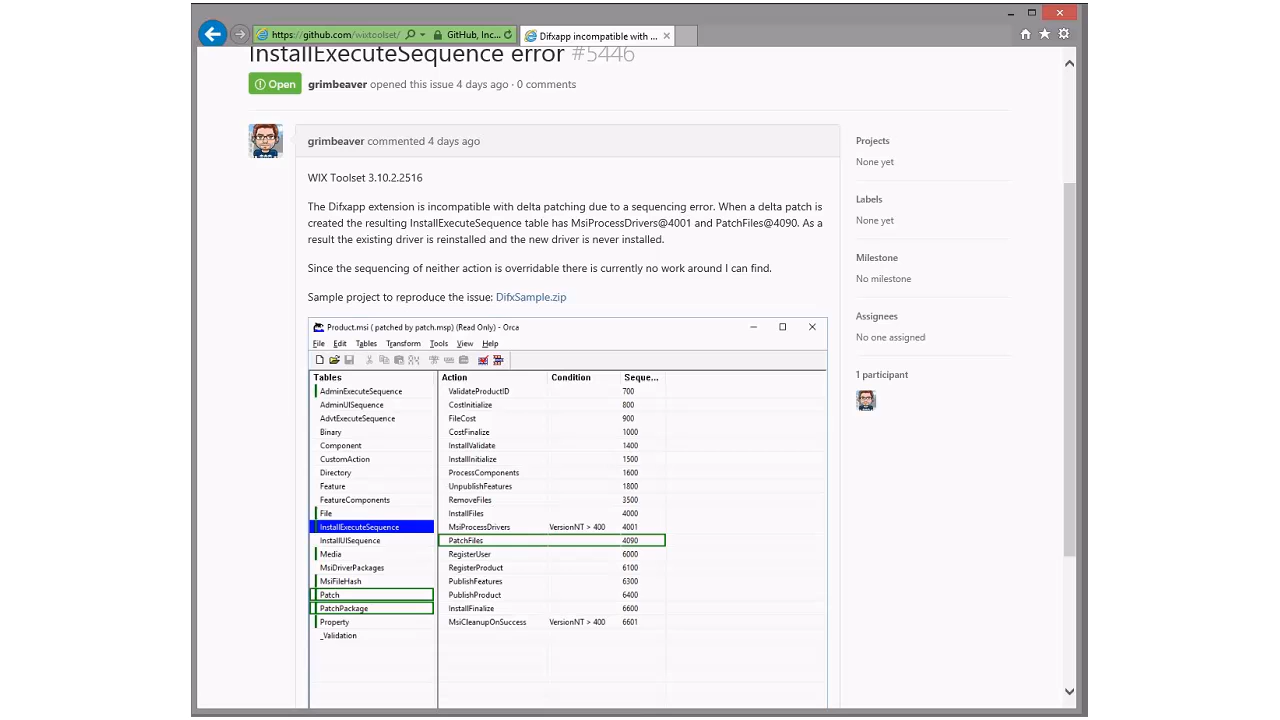 https://github.com/wixtoolset/
GitHub, Inc...
Difxapp incompatible with ...
InstallExecuteSequence error #5446
Open grimbeaver opened this issue 4 days ago · 0 comments
grimbeaver commented 4 days ago
WIX Toolset 3.10.2.2516
The Difxapp extension is incompatible with delta patching due to a sequencing error. When a delta patch is
created the resulting InstallExecuteSequence table has MsiProcessDrivers@4001 and PatchFiles@4090. As a
result the existing driver is reinstalled and the new driver is never installed.
Since the sequencing of neither action is overridable there is currently no work around I can find.
Sample project to reproduce the issue: DifxSample.zip
Product.msi ( patched by patch.msp) (Read Only) - Orca
File Edit Tables Transform Tools View Help
Tables
AdminExecuteSequence
AdminUISequence
AdvtExecuteSequence
Binary
Component
CustomAction
Directory
Feature
FeatureComponents
File
InstallExecuteSequence
InstallUISequence
Media
MsiDriverPackages
MsiFileHash
Patch
PatchPackage
Property
_Validation
Action Condition Seque...
ValidateProductID 700
CostInitialize 800
FileCost 900
CostFinalize 1000
InstallValidate 1400
InstallInitialize 1500
ProcessComponents 1600
UnpublishFeatures 1800
RemoveFiles 3500
InstallFiles 4000
MsiProcessDrivers VersionNT > 400 4001
PatchFiles 4090
RegisterUser 6000
RegisterProduct 6100
PublishFeatures 6300
PublishProduct 6400
InstallFinalize 6600
MsiCleanupOnSuccess VersionNT > 400 6601
Projects
None yet
Labels
None yet
Milestone
No milestone
Assignees
No one assigned
1 participant